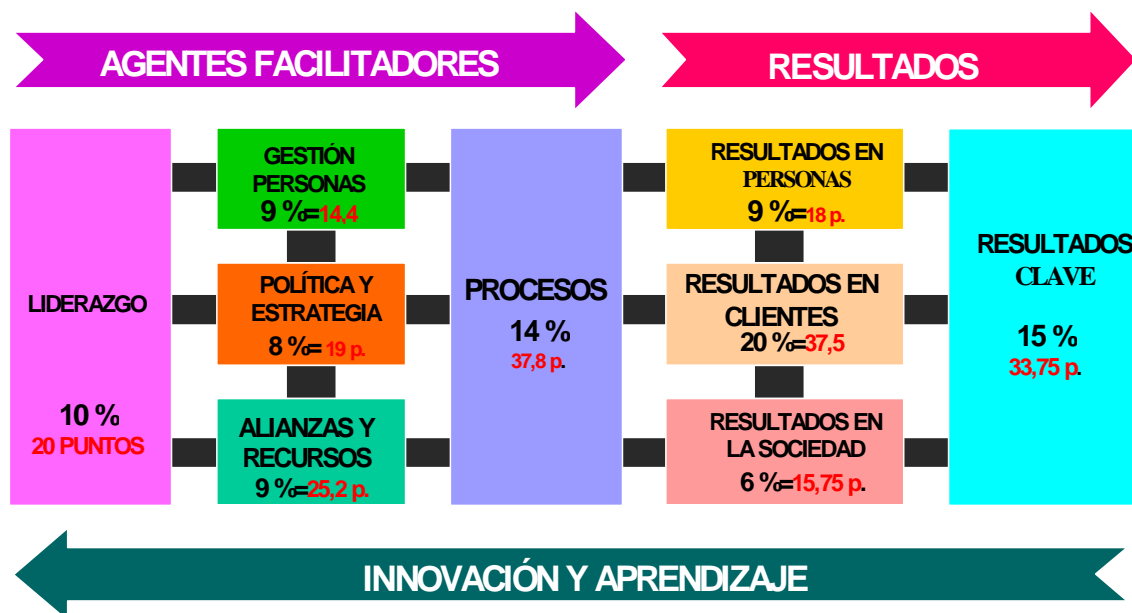 AGENTES FACILITADORES
RESULTADOS
LIDERAZGO
10 %
20 PUNTOS
GESTIÓN
PERSONAS
9 %=14,4
POLÍTICA Y
ESTRATEGIA
8 %= 19 p.
ALIANZAS Y
RECURSOS
9 %=25,2 p.
PROCESOS
14 %
37,8 p.
RESULTADOS EN
PERSONAS
9 %=18 p.
RESULTADOS EN
CLIENTES
20 %=37,5
RESULTADOS EN
LA SOCIEDAD
6 %=15,75 p.
RESULTADOS
CLAVE
15 %
33,75 p.
INNOVACIÓN Y APRENDIZAJE